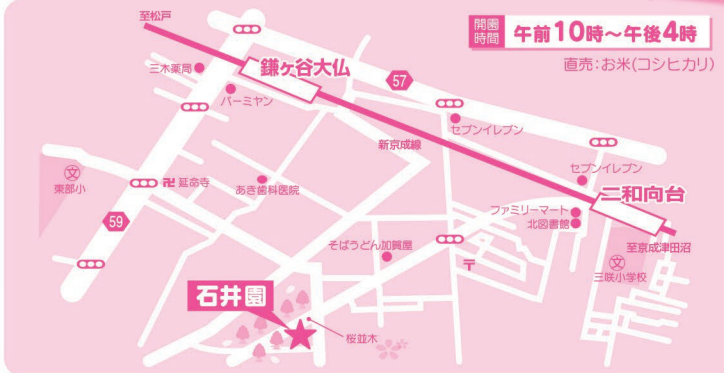 至松戸
開園時間 午前10時～午後4時
直売：お米(コシヒカリ)
三木薬局
鎌ヶ谷大仏
57
バーミヤン
セブンイレブン
新京成線
セブンイレブン
文
東部小
卍 延命寺
あき歯科医院
二和向台
ファミリーマート
北図書館
59
そばうどん加賀屋
至京成津田沼
〒
文
三咲小学校
石井園
桜並木